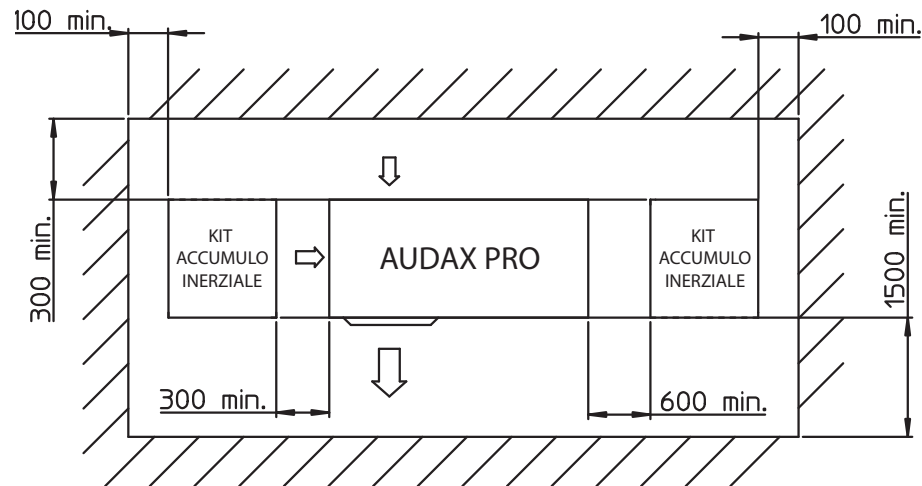 100 min.
100 min.
300 min.
KIT
ACCUMULO
INERZIALE
AUDAX PRO
KIT
ACCUMULO
INERZIALE
1500 min.
300 min.
600 min.